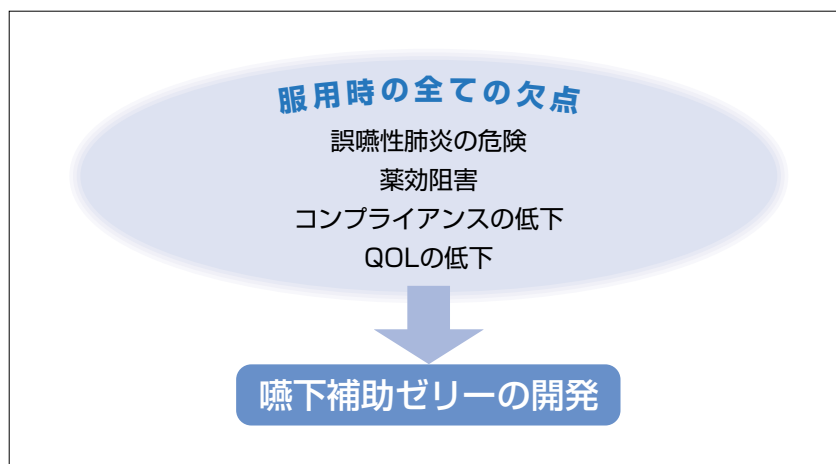 服用時の全ての欠点
誤嚥性肺炎の危険
薬効阻害
コンプライアンスの低下
QOLの低下
嚥下補助ゼリーの開発